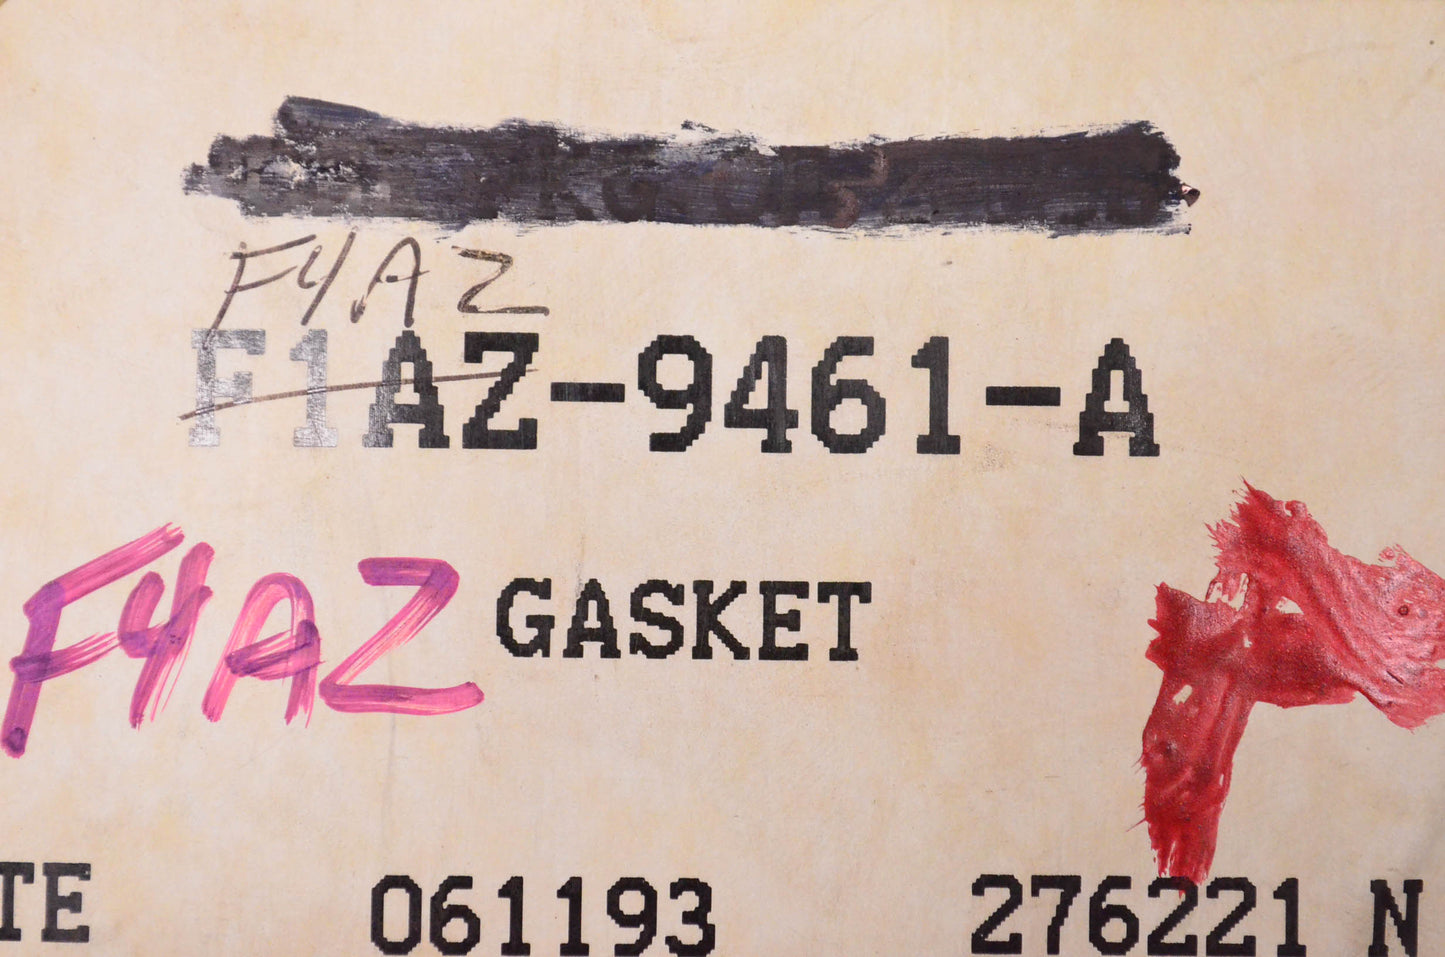 F4AZ
F1AZ-9461-A
F4AZ GASKET
TE 061193 276221 N